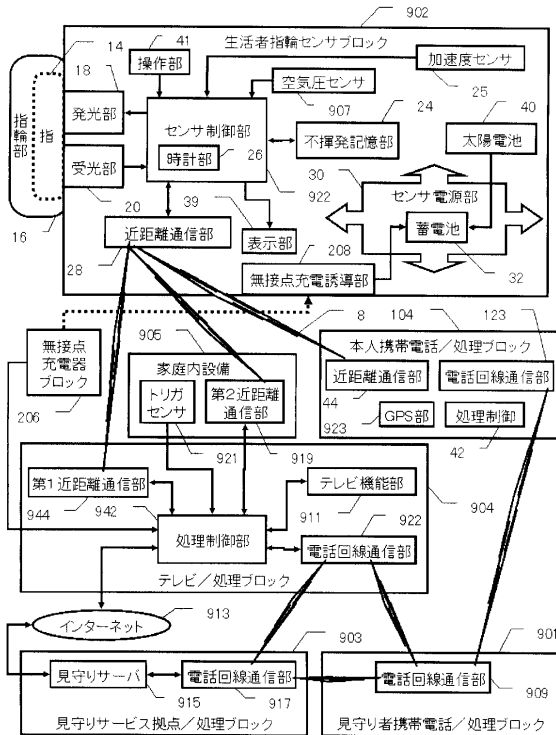 902
14
41
生活者指輪センサブロック
18
操作部
加速度センサ
空気圧センサ
指輪部
指
発光部
センサ制御部
907
24
25
40
時計部
26
不揮発記憶部
太陽電池
受光部
30
922
センサ電源部
20
39
208
16
近距離通信部
表示部
蓄電池
28
無接点充電誘導部
32
8
104
123
905
本人携帯電話/処理ブロック
無接点
充電器
ブロック
家庭内設備
近距離通信部
電話回線通信部
トリガ
センサ
第2近距離
通信部
44
GPS部
処理制御
206
923
42
921
919
第1近距離通信部
テレビ機能部
904
944
942
911
922
処理制御部
電話回線通信部
テレビ/処理ブロック
913
インターネット
903
901
見守りサーバ
電話回線通信部
電話回線通信部
915
917
909
見守りサービス拠点/処理ブロック
見守り者携帯電話/処理ブロック